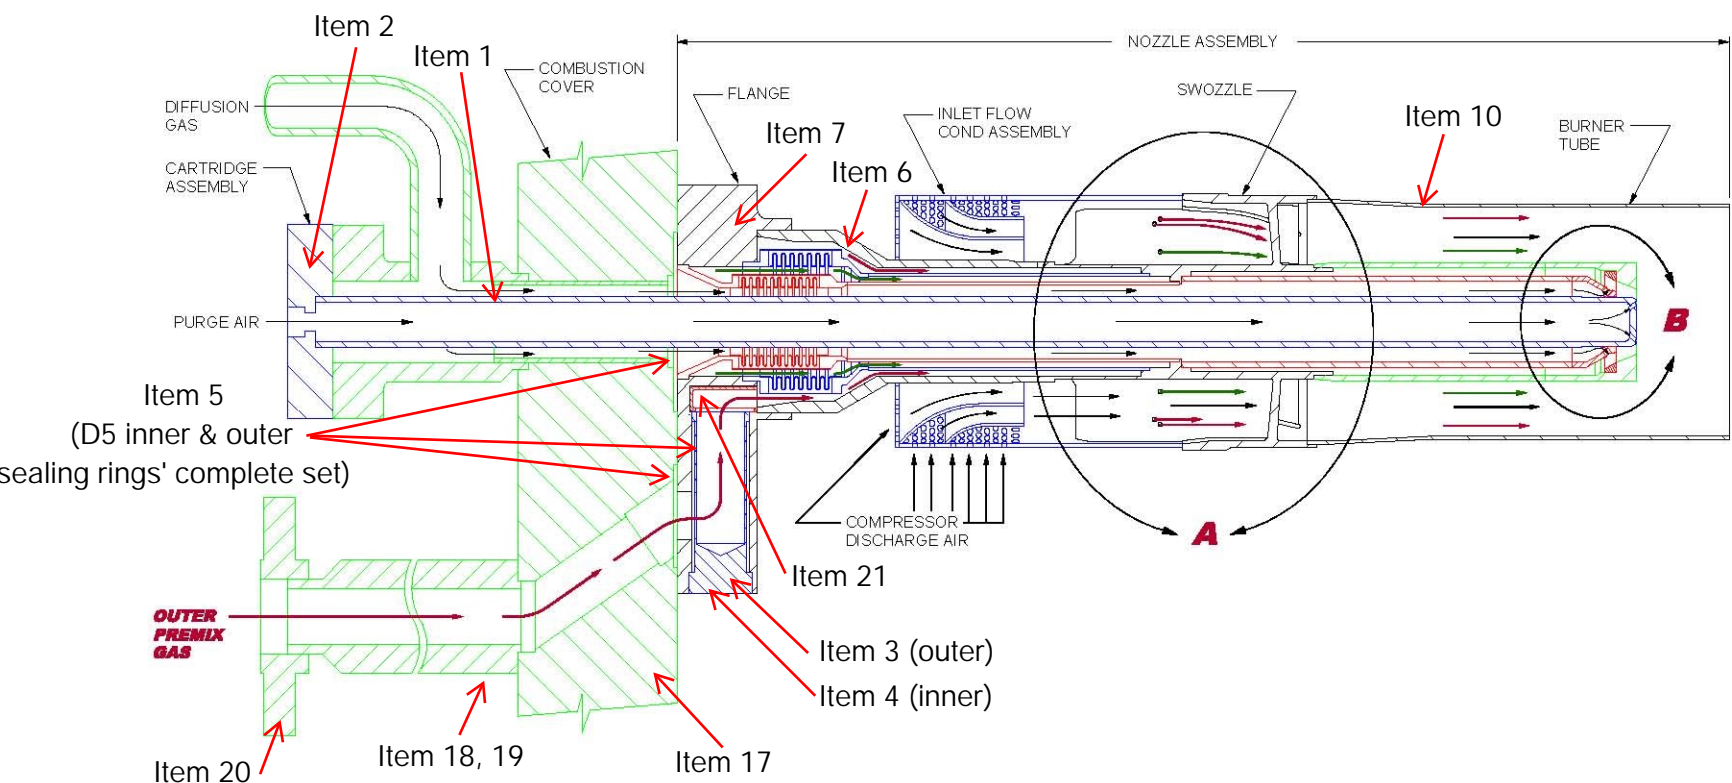 Item 2
Item 1
NOZZLE ASSEMBLY
COMBUSTION
COVER
FLANGE
SWOZZLE
DIFFUSION
GAS
Item 7
INLET FLOW
COND ASSEMBLY
Item 10
BURNER
TUBE
CARTRIDGE
ASSEMBLY
Item 6
PURGE AIR
B
Item 5
(D5 inner & outer
sealing rings' complete set)
COMPRESSOR
DISCHARGE AIR
A
Item 21
OUTER
PREMIX
GAS
Item 3 (outer)
Item 4 (inner)
Item 18, 19
Item 17
Item 20